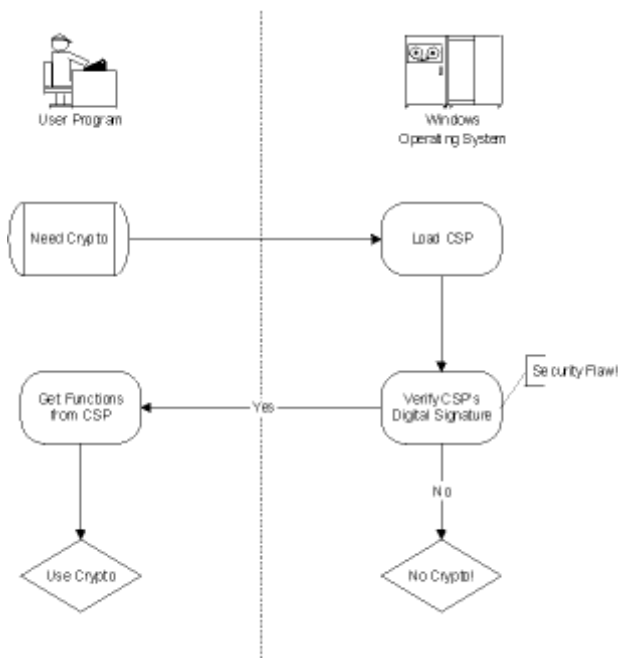 User Program
Windows
Operating System
Need Crypto
Load CSP
Security Flaw!
Get Functions
from CSP
Yes
Verify CSP's
Digital Signature
No
Use Crypto
No Crypto!